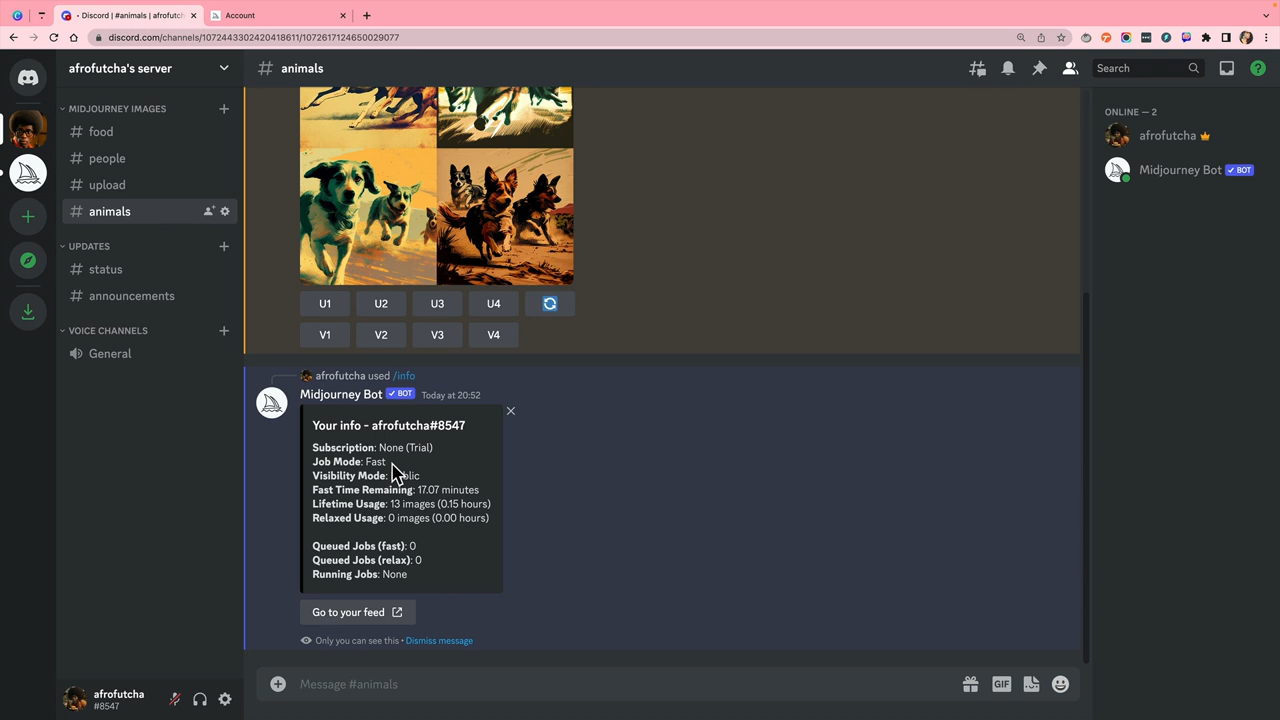 Discord | #animals | afrofutch
Account
discord.com/channels/1072443302420418611/1072617124650029077
afrofutcha's server
animals
Search
MIDJOURNEY IMAGES
food
people
upload
animals
UPDATES
status
announcements
VOICE CHANNELS
General
ONLINE — 2
afrofutcha
Midjourney Bot BOT
U1 U2 U3 U4
V1 V2 V3 V4
afrofutcha used /info
Midjourney Bot BOT Today at 20:52
Your info - afrofutcha#8547
Subscription: None (Trial)
Job Mode: Fast
Visibility Mode:
Fast Time Remaining: 17.07 minutes
Lifetime Usage: 13 images (0.15 hours)
Relaxed Usage: 0 images (0.00 hours)
Queued Jobs (fast): 0
Queued Jobs (relax): 0
Running Jobs: None
Go to your feed
Only you can see this • Dismiss message
Message #animals
GIF
afrofutcha
#8547